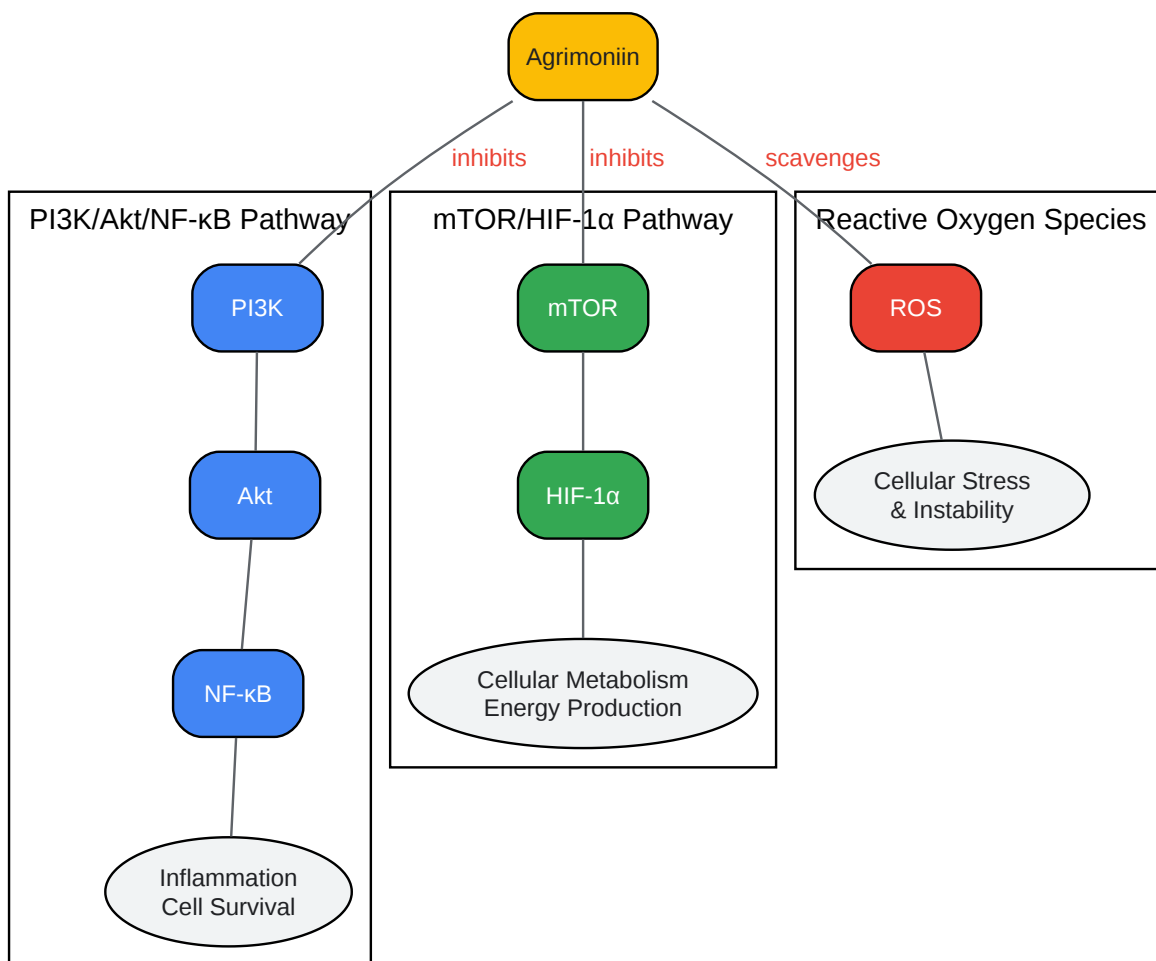 Agrimoniin
inhibits
inhibits
scavenges
PI3K/Akt/NF-κB Pathway
mTOR/HIF-1α Pathway
Reactive Oxygen Species
PI3K
mTOR
ROS
Akt
HIF-1α
Cellular Stress
& Instability
NF-κB
Cellular Metabolism
Energy Production
Inflammation
Cell Survival